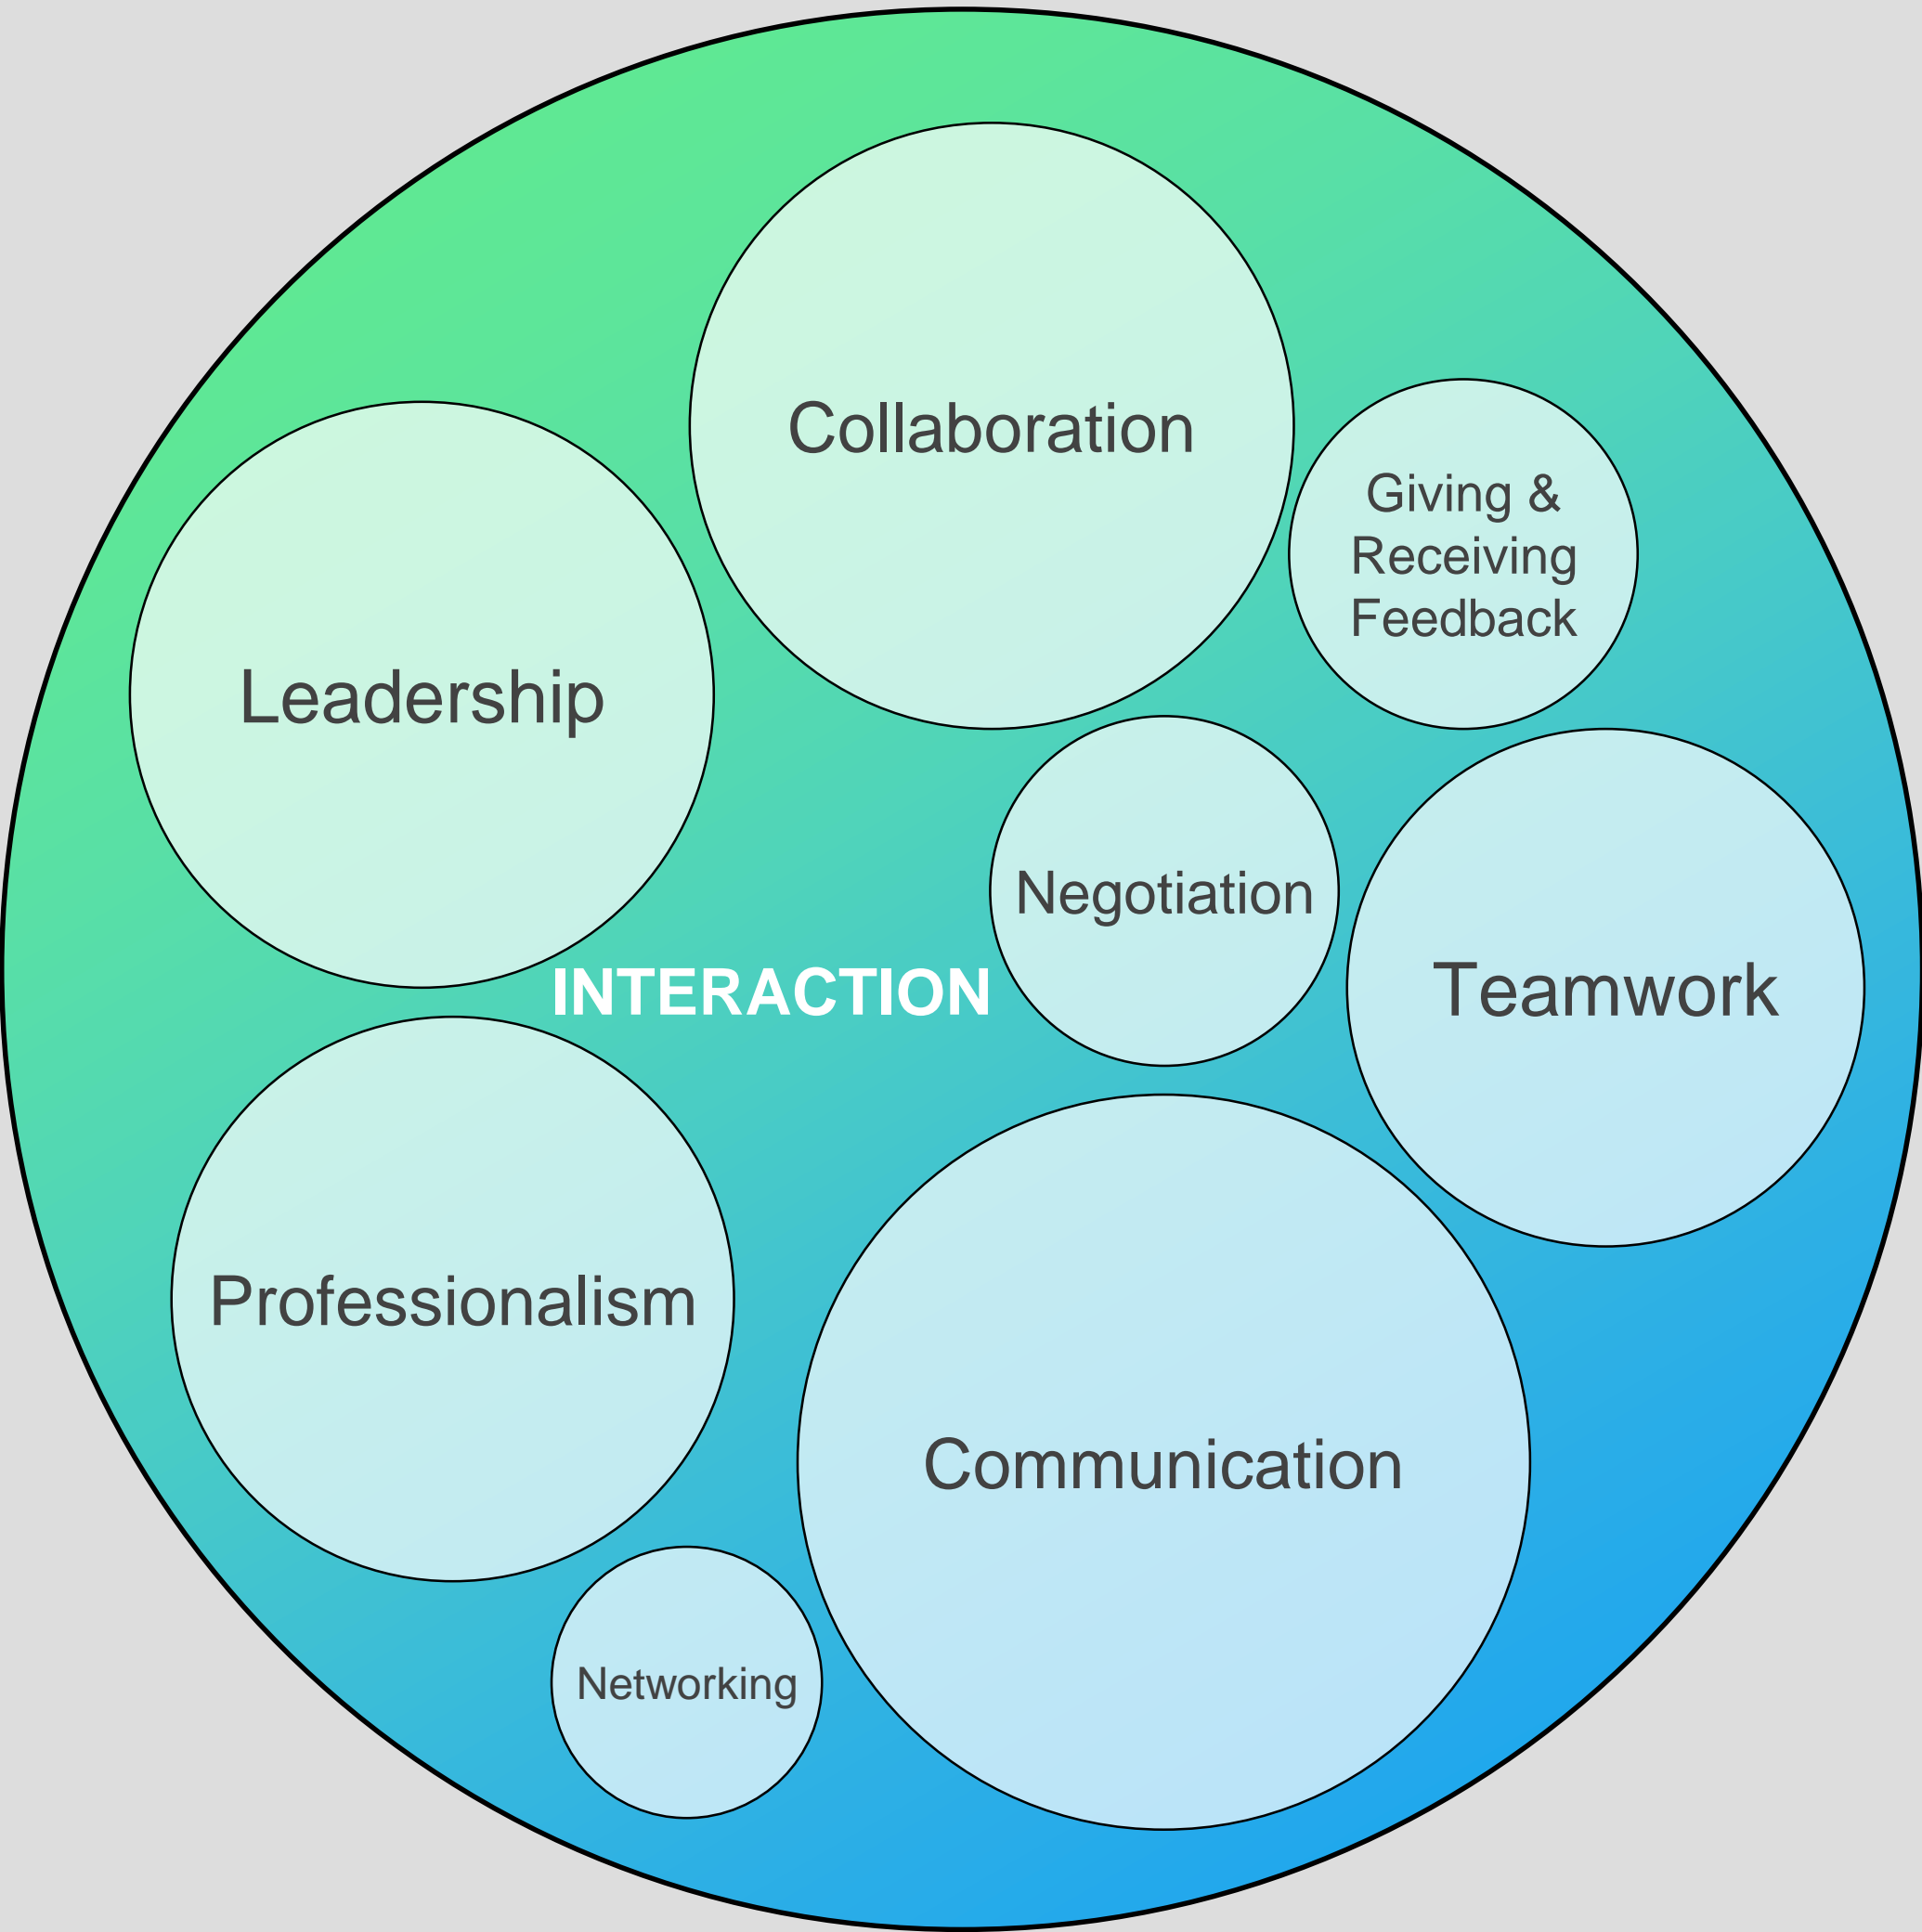 Collaboration
Giving &
Receiving
Feedback
Leadership
Negotiation
INTERACTION
Teamwork
Professionalism
Communication
Networking